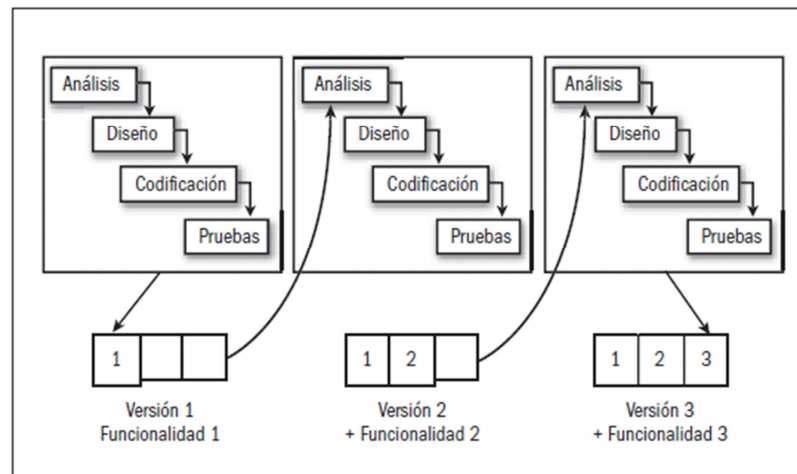 Análisis
Diseño
Codificación
Pruebas
Análisis
Diseño
Codificación
Pruebas
Análisis
Diseño
Codificación
Pruebas
1
Versión 1
Funcionalidad 1
1 2
Versión 2
+ Funcionalidad 2
1 2 3
Versión 3
+ Funcionalidad 3